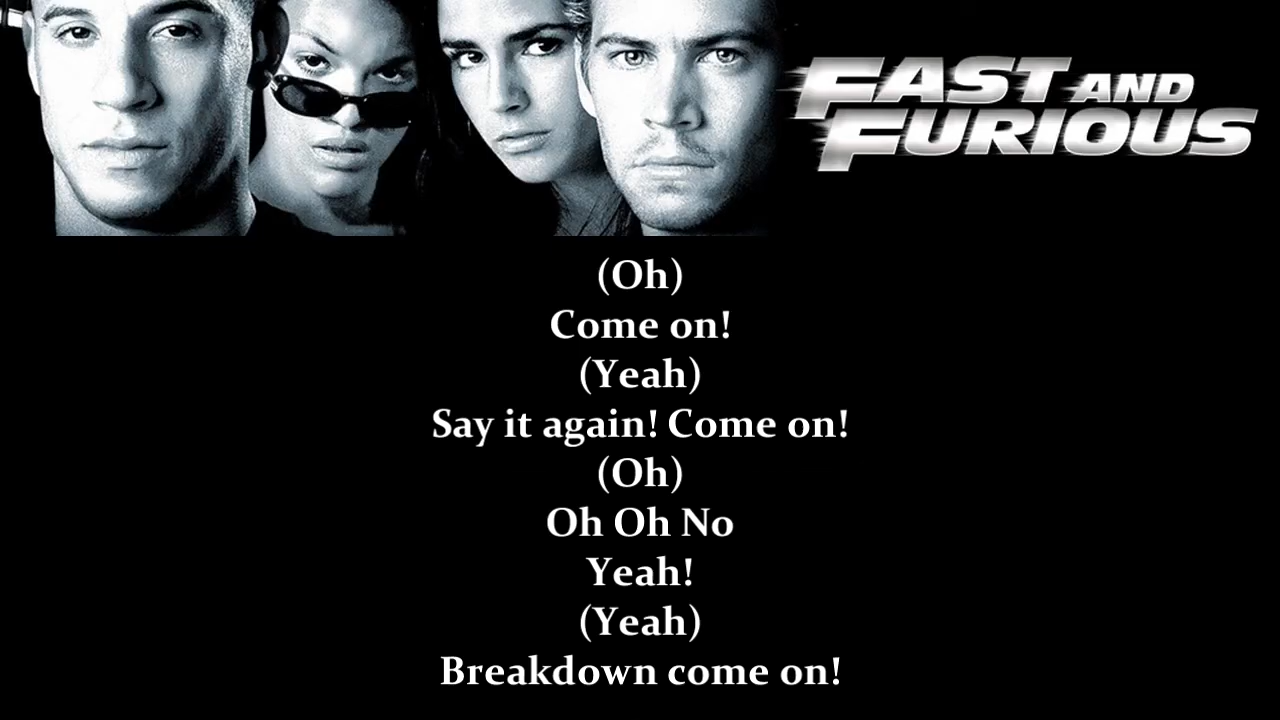 FAST AND
FURIOUS
(Oh)
Come on!
(Yeah)
Say it again! Come on!
(Oh)
Oh Oh No
Yeah!
(Yeah)
Breakdown come on!